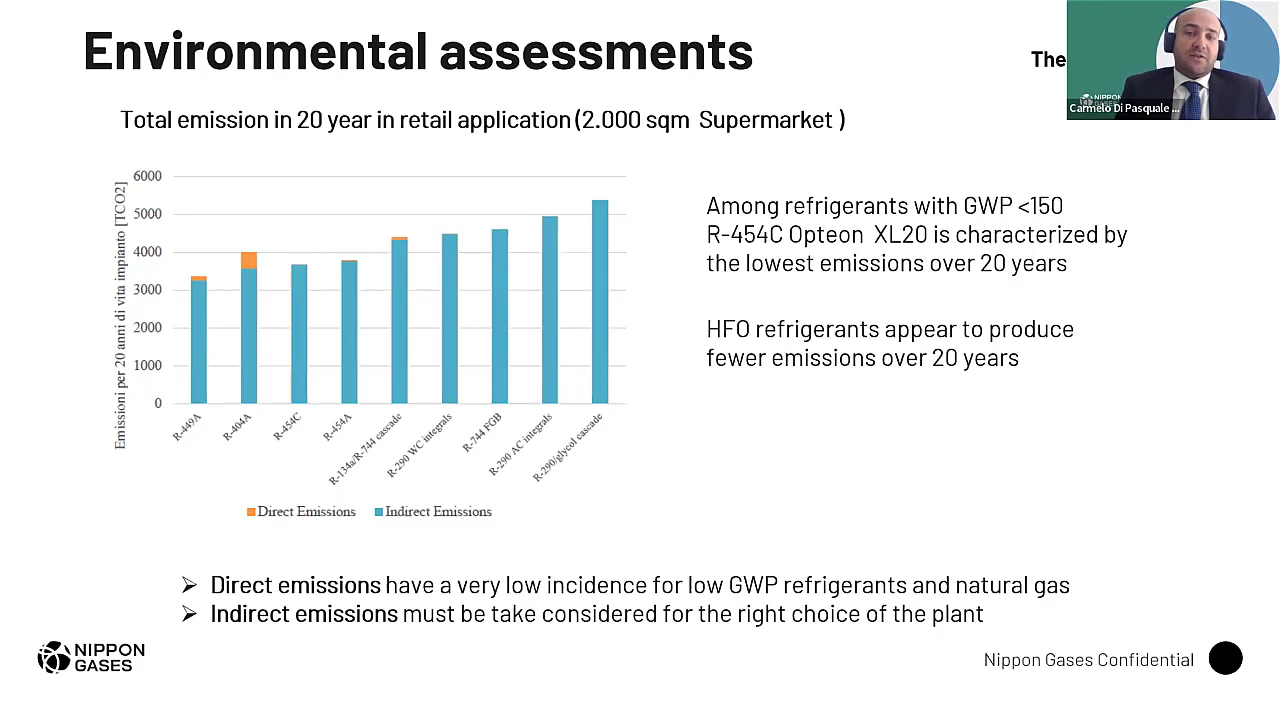 Environmental assessments
The
NIPPON
GASES
Carmelo Di Pasquale ...
Total emission in 20 year in retail application (2.000 sqm Supermarket )
Emissioni per 20 anni di vita impianto [TCO2]
6000
5000
4000
3000
2000
1000
0
R-449A
R-404A
R-454C
R-454A
R-134a/R-744 cascade
R-290 WC integrals
R-744 FGB
R-290 AC integrals
R-290/glycol cascade
Direct Emissions
Indirect Emissions
Among refrigerants with GWP <150
R-454C Opteon XL20 is characterized by
the lowest emissions over 20 years
HFO refrigerants appear to produce
fewer emissions over 20 years
➢ Direct emissions have a very low incidence for low GWP refrigerants and natural gas
➢ Indirect emissions must be take considered for the right choice of the plant
NIPPON
GASES
Nippon Gases Confidential